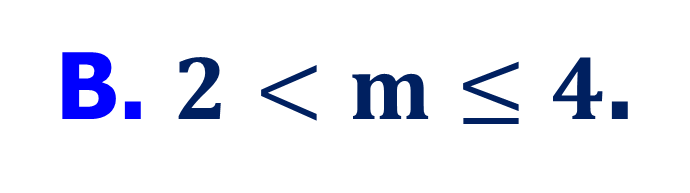 B. 2 < m ≤ 4.